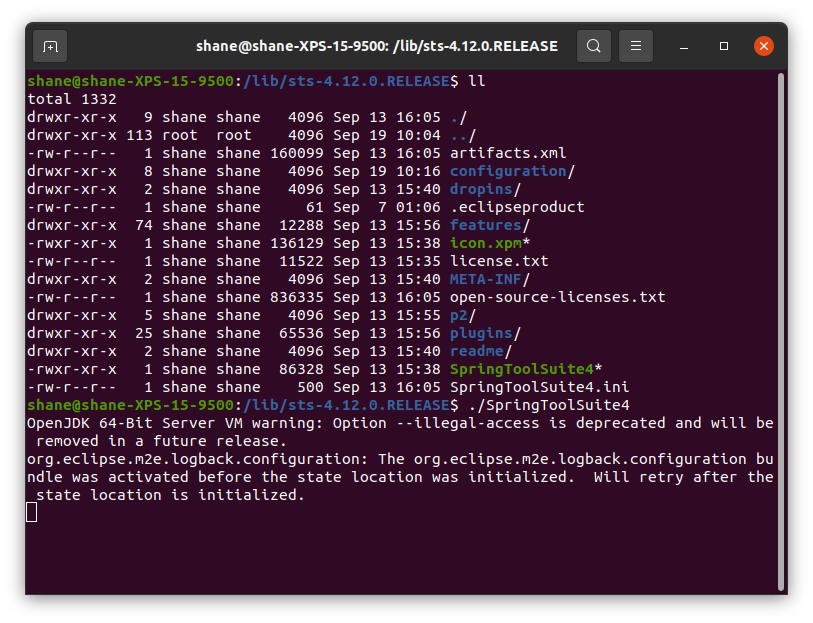 shane@shane-XPS-15-9500: /lib/sts-4.12.0.RELEASE
shane@shane-XPS-15-9500:/lib/sts-4.12.0.RELEASE$ ll
total 1332
drwxr-xr-x   9 shane shane   4096 Sep 13 16:05 ./
drwxr-xr-x 113 root  root    4096 Sep 19 10:04 ../
-rw-r--r--   1 shane shane 160099 Sep 13 16:05 artifacts.xml
drwxr-xr-x   8 shane shane   4096 Sep 19 10:16 configuration/
drwxr-xr-x   2 shane shane   4096 Sep 13 15:40 dropins/
-rw-r--r--   1 shane shane     61 Sep  7 01:06 .eclipseproduct
drwxr-xr-x  74 shane shane  12288 Sep 13 15:56 features/
-rwxr-xr-x   1 shane shane 136129 Sep 13 15:38 icon.xpm*
-rw-r--r--   1 shane shane  11522 Sep 13 15:35 license.txt
drwxr-xr-x   2 shane shane   4096 Sep 13 15:40 META-INF/
-rw-r--r--   1 shane shane 836335 Sep 13 16:05 open-source-licenses.txt
drwxr-xr-x   5 shane shane   4096 Sep 13 15:55 p2/
drwxr-xr-x  25 shane shane  65536 Sep 13 15:56 plugins/
drwxr-xr-x   2 shane shane   4096 Sep 13 15:40 readme/
-rwxr-xr-x   1 shane shane  86328 Sep 13 15:38 SpringToolSuite4*
-rw-r--r--   1 shane shane    500 Sep 13 16:05 SpringToolSuite4.ini
shane@shane-XPS-15-9500:/lib/sts-4.12.0.RELEASE$ ./SpringToolSuite4
OpenJDK 64-Bit Server VM warning: Option --illegal-access is deprecated and will be
 removed in a future release.
org.eclipse.m2e.logback.configuration: The org.eclipse.m2e.logback.configuration bu
ndle was activated before the state location was initialized.  Will retry after the
 state location is initialized.